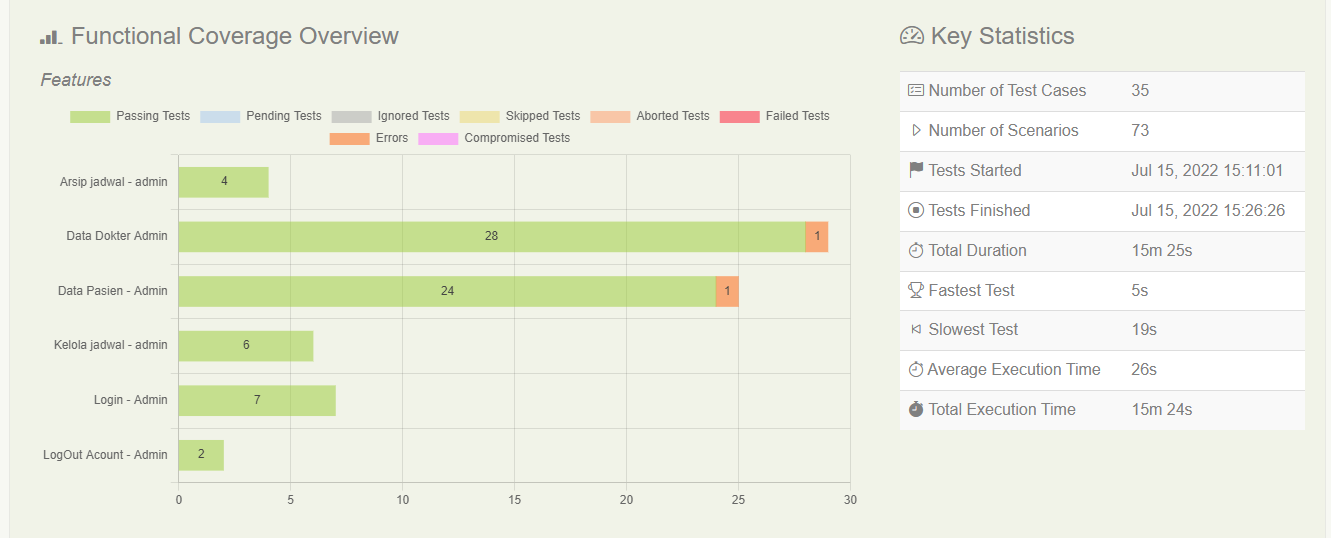 Functional Coverage Overview
Features
Passing Tests Pending Tests Ignored Tests Skipped Tests Aborted Tests Failed Tests
Errors Compromised Tests
Arsip jadwal - admin 4
Data Dokter Admin 28 1
Data Pasien - Admin 24 1
Kelola jadwal - admin 6
Login - Admin 7
LogOut Acount - Admin 2
0 5 10 15 20 25 30
Key Statistics
Number of Test Cases 35
Number of Scenarios 73
Tests Started Jul 15, 2022 15:11:01
Tests Finished Jul 15, 2022 15:26:26
Total Duration 15m 25s
Fastest Test 5s
Slowest Test 19s
Average Execution Time 26s
Total Execution Time 15m 24s